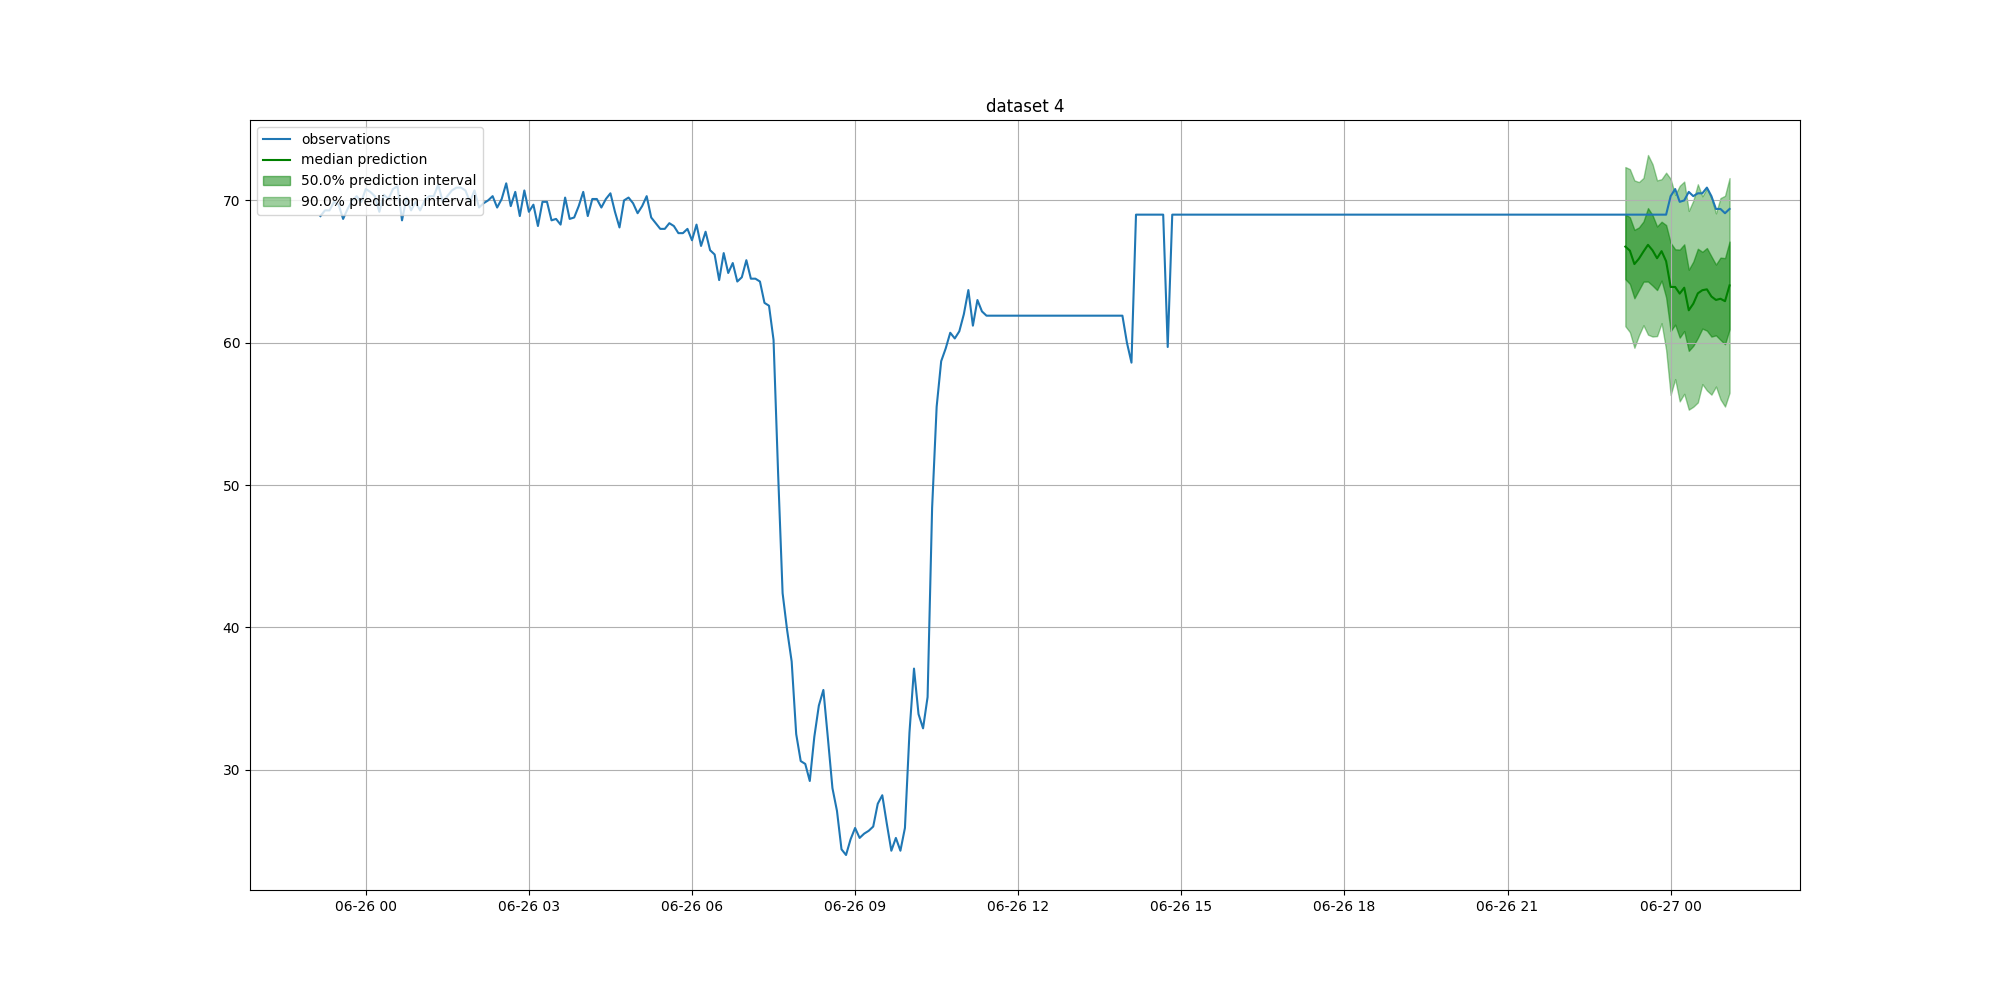 dataset 4
observations
median prediction
50.0% prediction interval
90.0% prediction interval
70
60
50
40
30
06-26 00 06-26 03 06-26 06 06-26 09 06-26 12 06-26 15 06-26 18 06-26 21 06-27 00